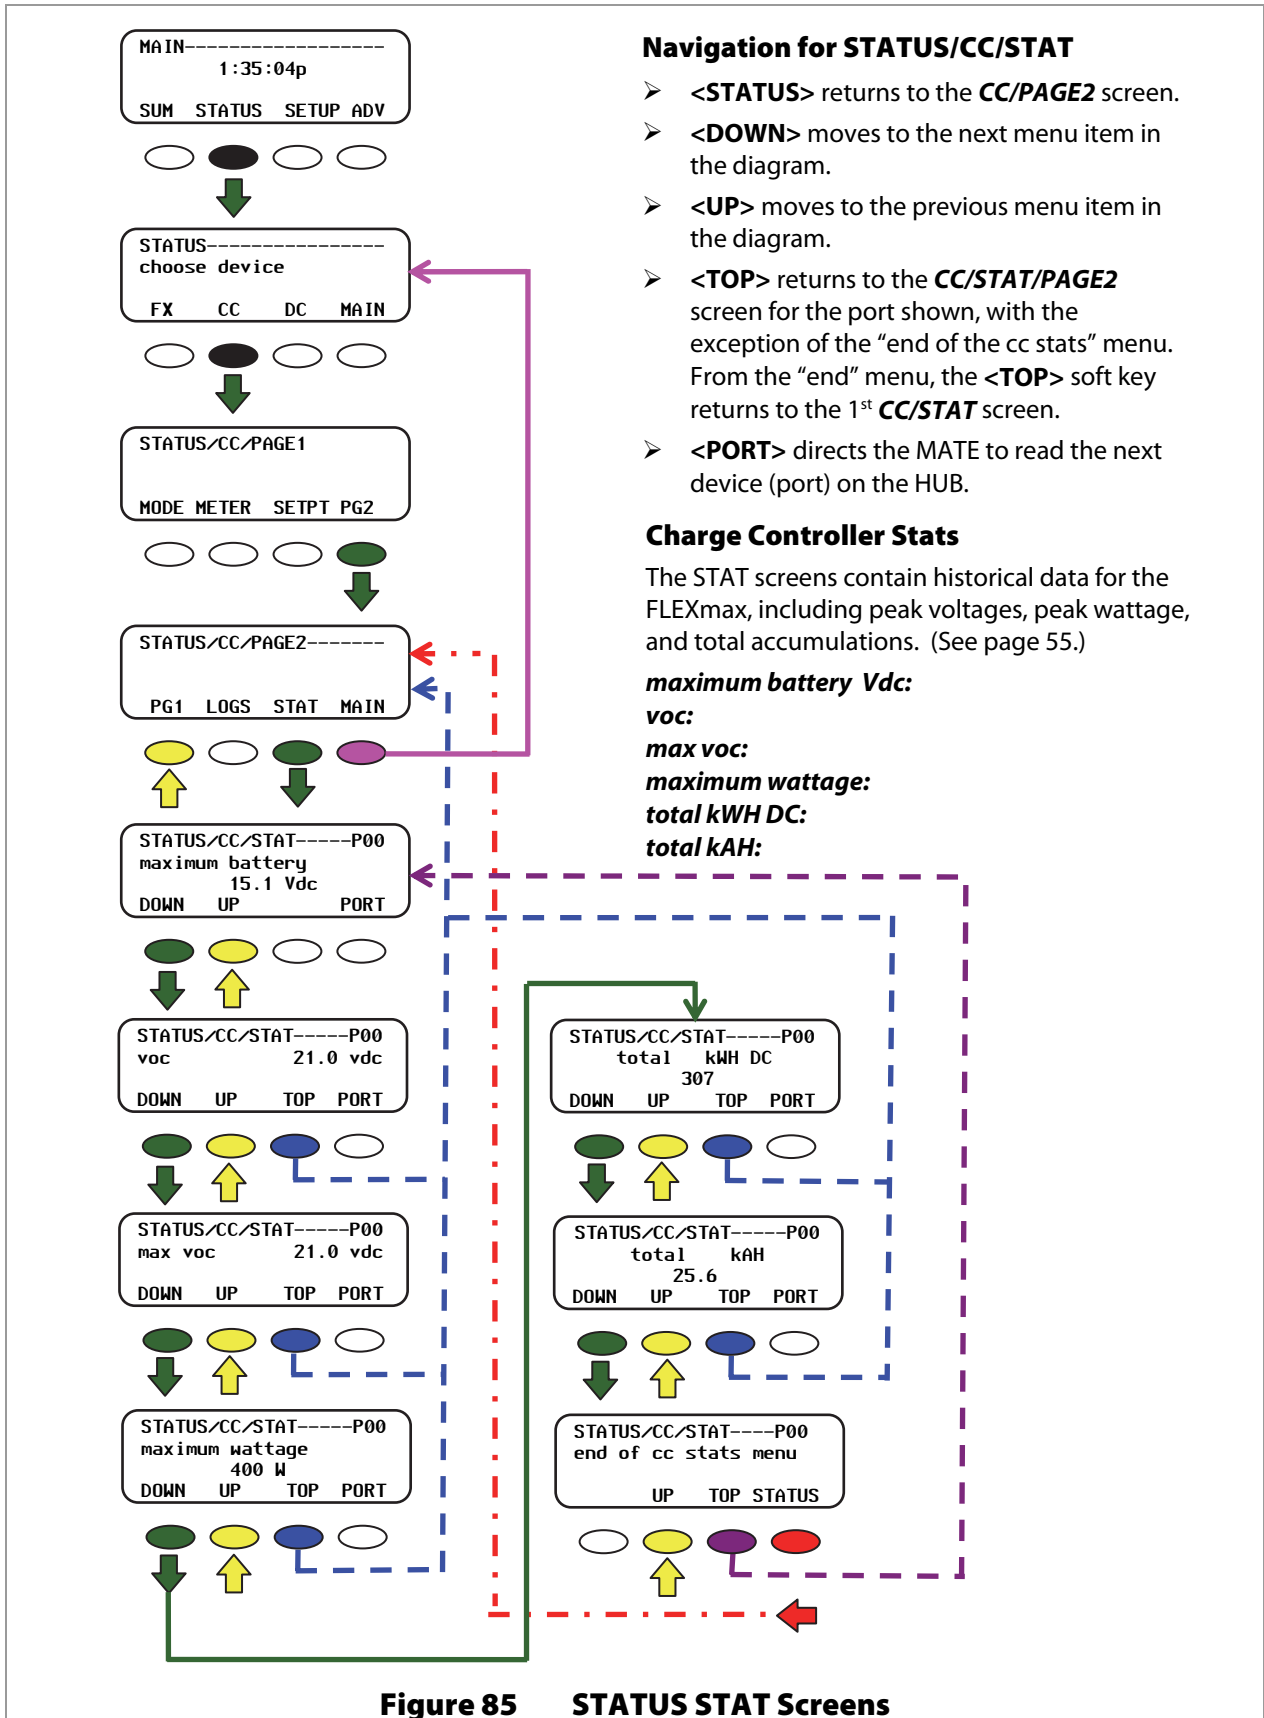 MAIN------------------
1:35:04p
SUM STATUS SETUP ADV
STATUS----------------
choose device
FX CC DC MAIN
STATUS/CC/PAGE1
MODE METER SETPT PG2
STATUS/CC/PAGE2-------
PG1 LOGS STAT MAIN
STATUS/CC/STAT-----P00
maximum battery
15.1 Vdc
DOWN UP PORT
STATUS/CC/STAT-----P00
voc 21.0 vdc
DOWN UP TOP PORT
STATUS/CC/STAT-----P00
max voc 21.0 vdc
DOWN UP TOP PORT
STATUS/CC/STAT-----P00
maximum wattage
400 W
DOWN UP TOP PORT
Navigation for STATUS/CC/STAT
➢ <STATUS> returns to the CC/PAGE2 screen.
➢ <DOWN> moves to the next menu item in
the diagram.
➢ <UP> moves to the previous menu item in
the diagram.
➢ <TOP> returns to the CC/STAT/PAGE2
screen for the port shown, with the
exception of the “end of the cc stats” menu.
From the “end” menu, the <TOP> soft key
returns to the 1st CC/STAT screen.
➢ <PORT> directs the MATE to read the next
device (port) on the HUB.
Charge Controller Stats
The STAT screens contain historical data for the
FLEXmax, including peak voltages, peak wattage,
and total accumulations. (See page 55.)
maximum battery Vdc:
voc:
max voc:
maximum wattage:
total kWH DC:
total kAH:
STATUS/CC/STAT-----P00
total kWH DC
307
DOWN UP TOP PORT
STATUS/CC/STAT-----P00
total kAH
25.6
DOWN UP TOP PORT
STATUS/CC/STAT----P00
end of cc stats menu
UP TOP STATUS
Figure 85 STATUS STAT Screens